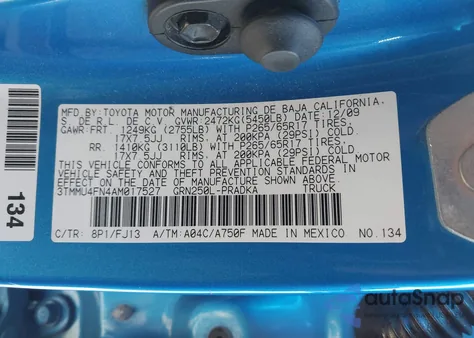 MFD.BY:TOYOTA MOTOR MANUFACTURING DE BAJA CALIFORNIA,
S. DE R.L. DE C.V. GVWR:2472KG(5450LB) DATE:12/09
GAWR:FRT. 1249KG (2755LB) WITH P265/65R17 TIRES,
17X7.5JJ RIMS, AT 200KPA (29PSI) COLD.
RR. 1410KG (3110LB) WITH P265/65R17 TIRES,
17X7.5JJ RIMS, AT 200KPA (29PSI) COLD.
THIS VEHICLE CONFORMS TO ALL APPLICABLE FEDERAL MOTOR
VEHICLE SAFETY AND THEFT PREVENTION STANDARDS IN
EFFECT ON THE DATE OF MANUFACTURE SHOWN ABOVE.
3TMMU4FN4AM017527 GRN250L-PRADKA TRUCK
C/TR: 8P1/FJ13 A/TM:A04C/A750F MADE IN MEXICO NO.134
134
autoSnap